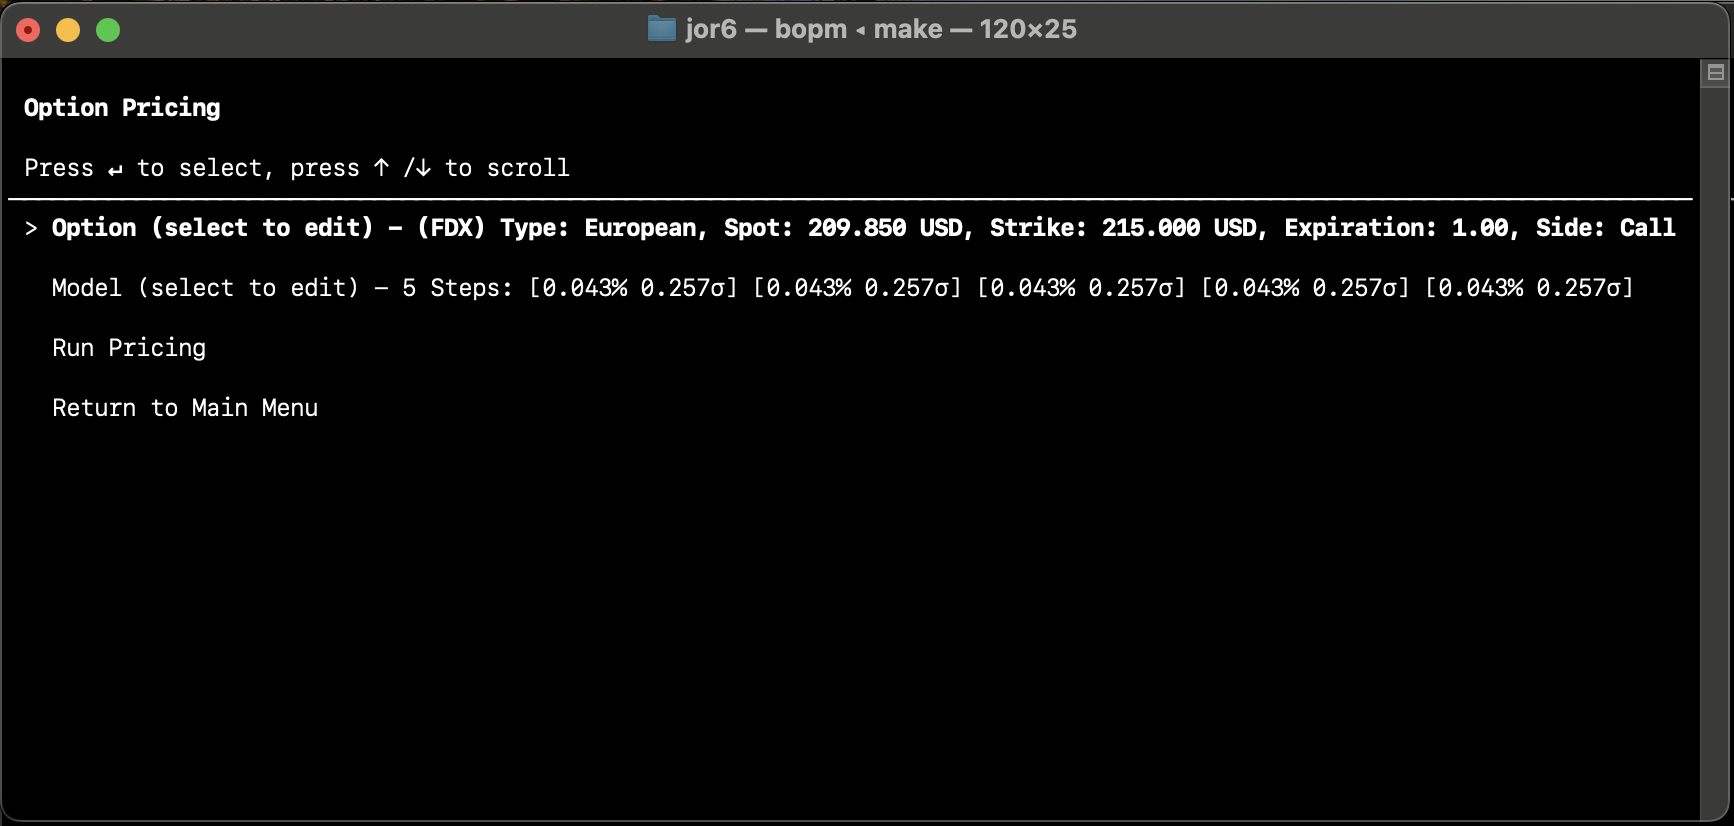 jor6 — bopm ◂ make — 120×25
Option Pricing
Press ↵ to select, press ↑ /↓ to scroll
> Option (select to edit) — (FDX) Type: European, Spot: 209.850 USD, Strike: 215.000 USD, Expiration: 1.00, Side: Call
Model (select to edit) — 5 Steps: [0.043% 0.257σ] [0.043% 0.257σ] [0.043% 0.257σ] [0.043% 0.257σ] [0.043% 0.257σ]
Run Pricing
Return to Main Menu